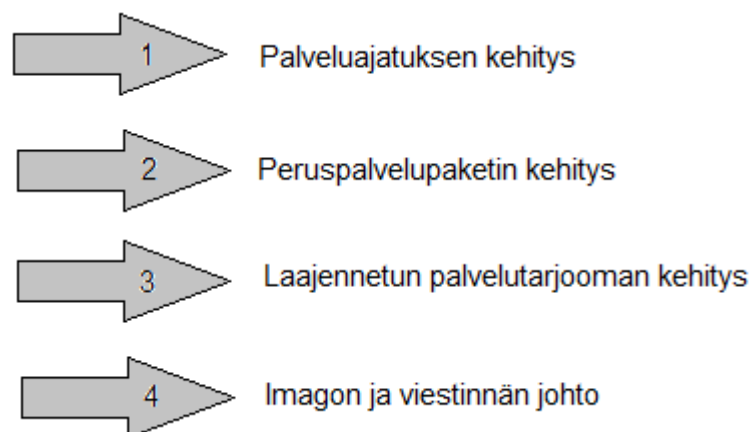 1 Palveluajatuksen kehitys
2 Peruspalvelupaketin kehitys
3 Laajennetun palvelutarjooman kehitys
4 Imagon ja viestinnän johto